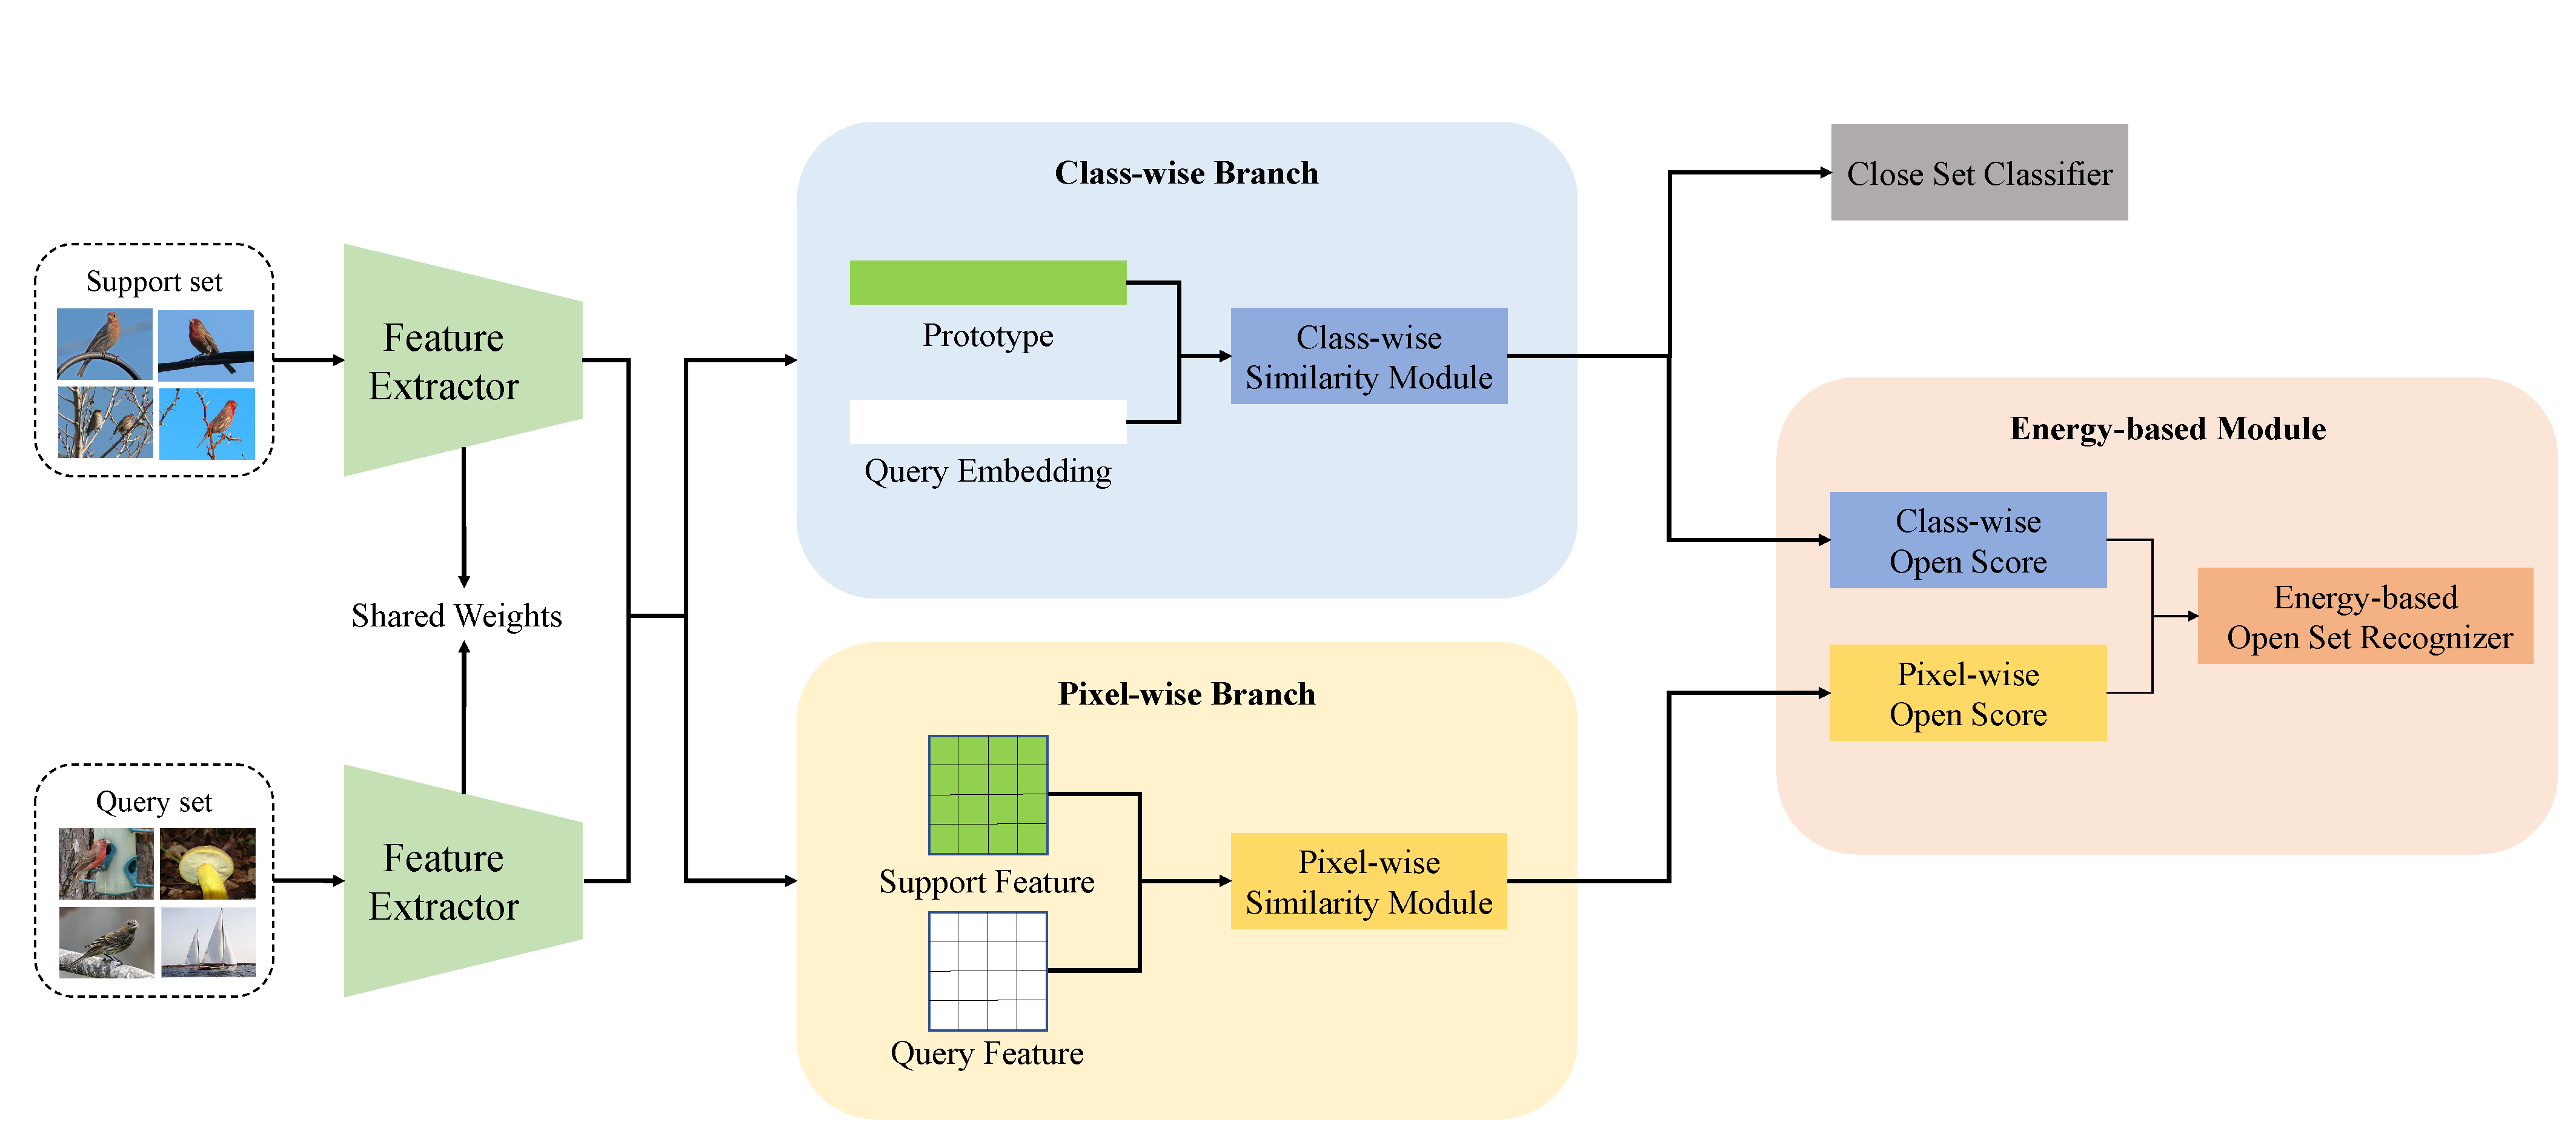 Support set
Feature
Extractor
Shared Weights
Query set
Feature
Extractor
Class-wise Branch
Prototype
Query Embedding
Class-wise
Similarity Module
Pixel-wise Branch
Support Feature
Query Feature
Pixel-wise
Similarity Module
Close Set Classifier
Energy-based Module
Class-wise
Open Score
Pixel-wise
Open Score
Energy-based
Open Set Recognizer